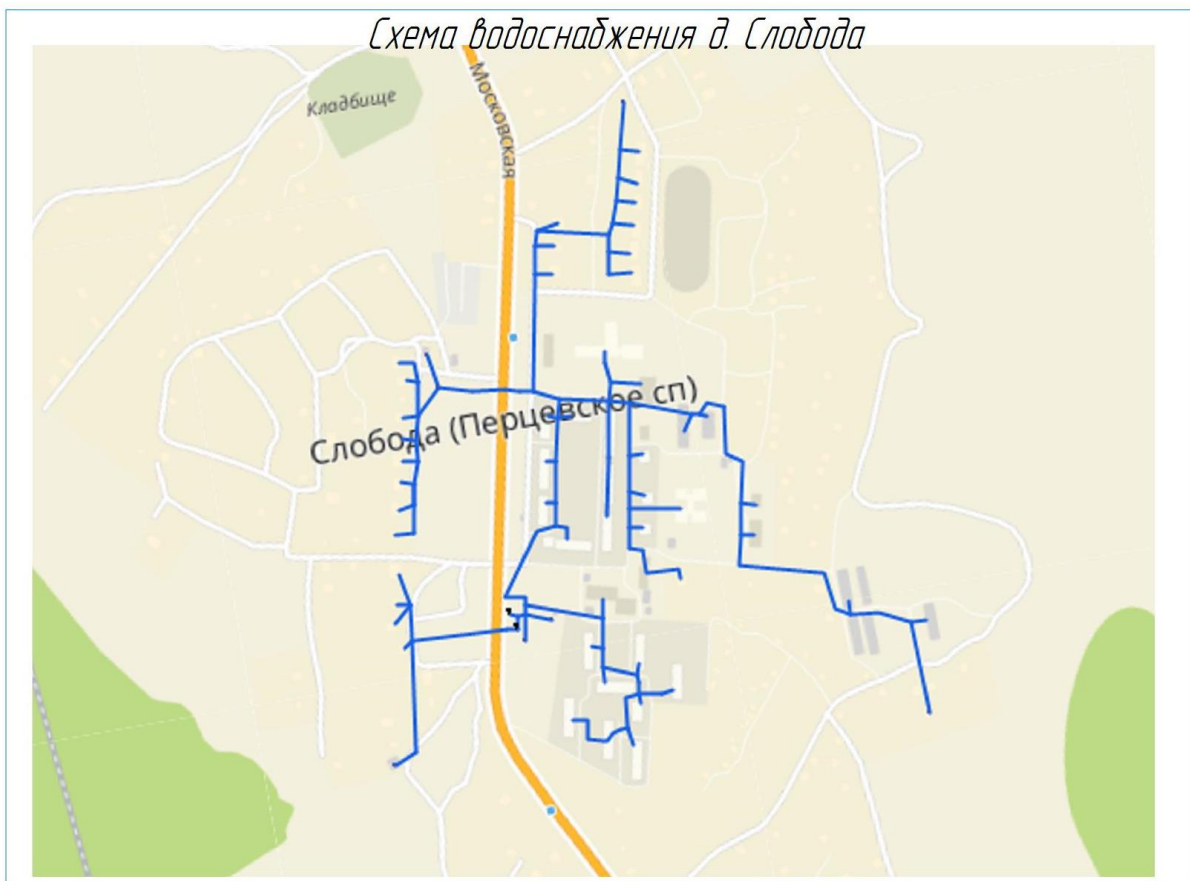 Схема водоснабжения д. Слобода
Кладбище
Московская
Слобода (Перцевское сп)